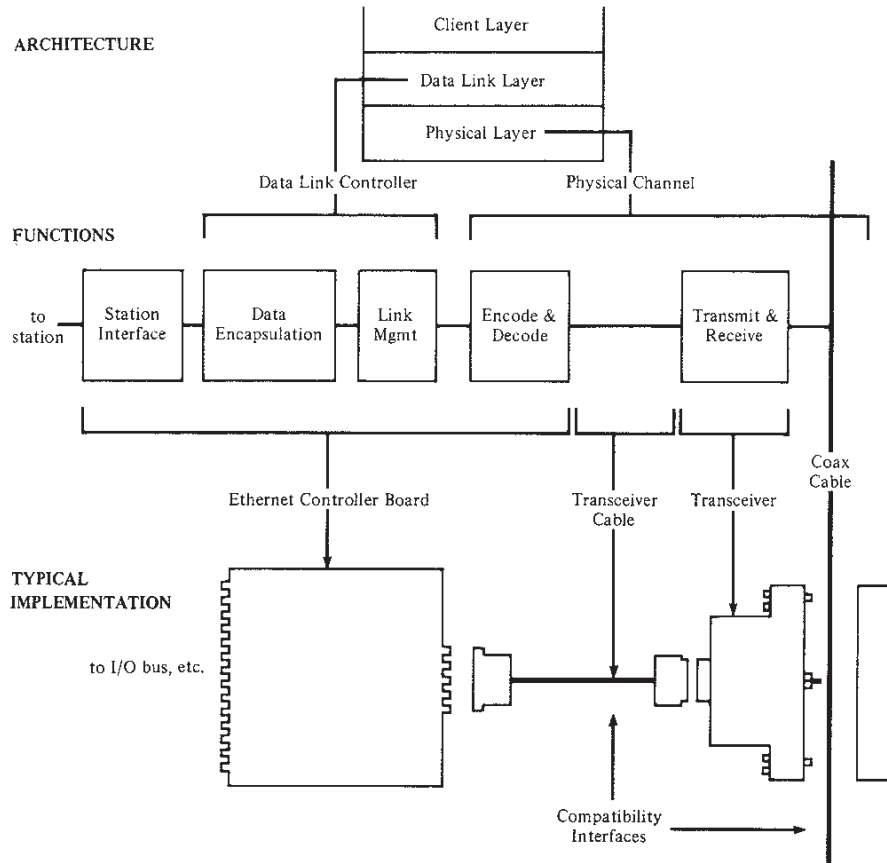 Client Layer
ARCHITECTURE
Data Link Layer
Physical Layer
Data Link Controller
Physical Channel
FUNCTIONS
to
station
Station
Interface
Data
Encapsulation
Link
Mgmt
Encode &
Decode
Transmit &
Receive
Coax
Cable
Ethernet Controller Board
Transceiver
Cable
Transceiver
TYPICAL
IMPLEMENTATION
to I/O bus, etc.
Compatibility
Interfaces